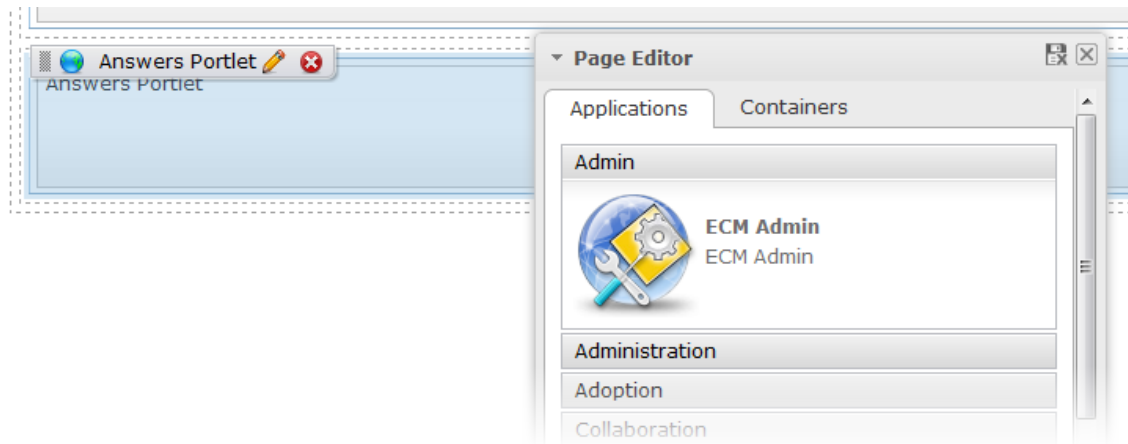 Answers Portlet
Answers Portlet
Page Editor
Applications
Containers
Admin
ECM Admin
ECM Admin
Administration
Adoption
Collaboration